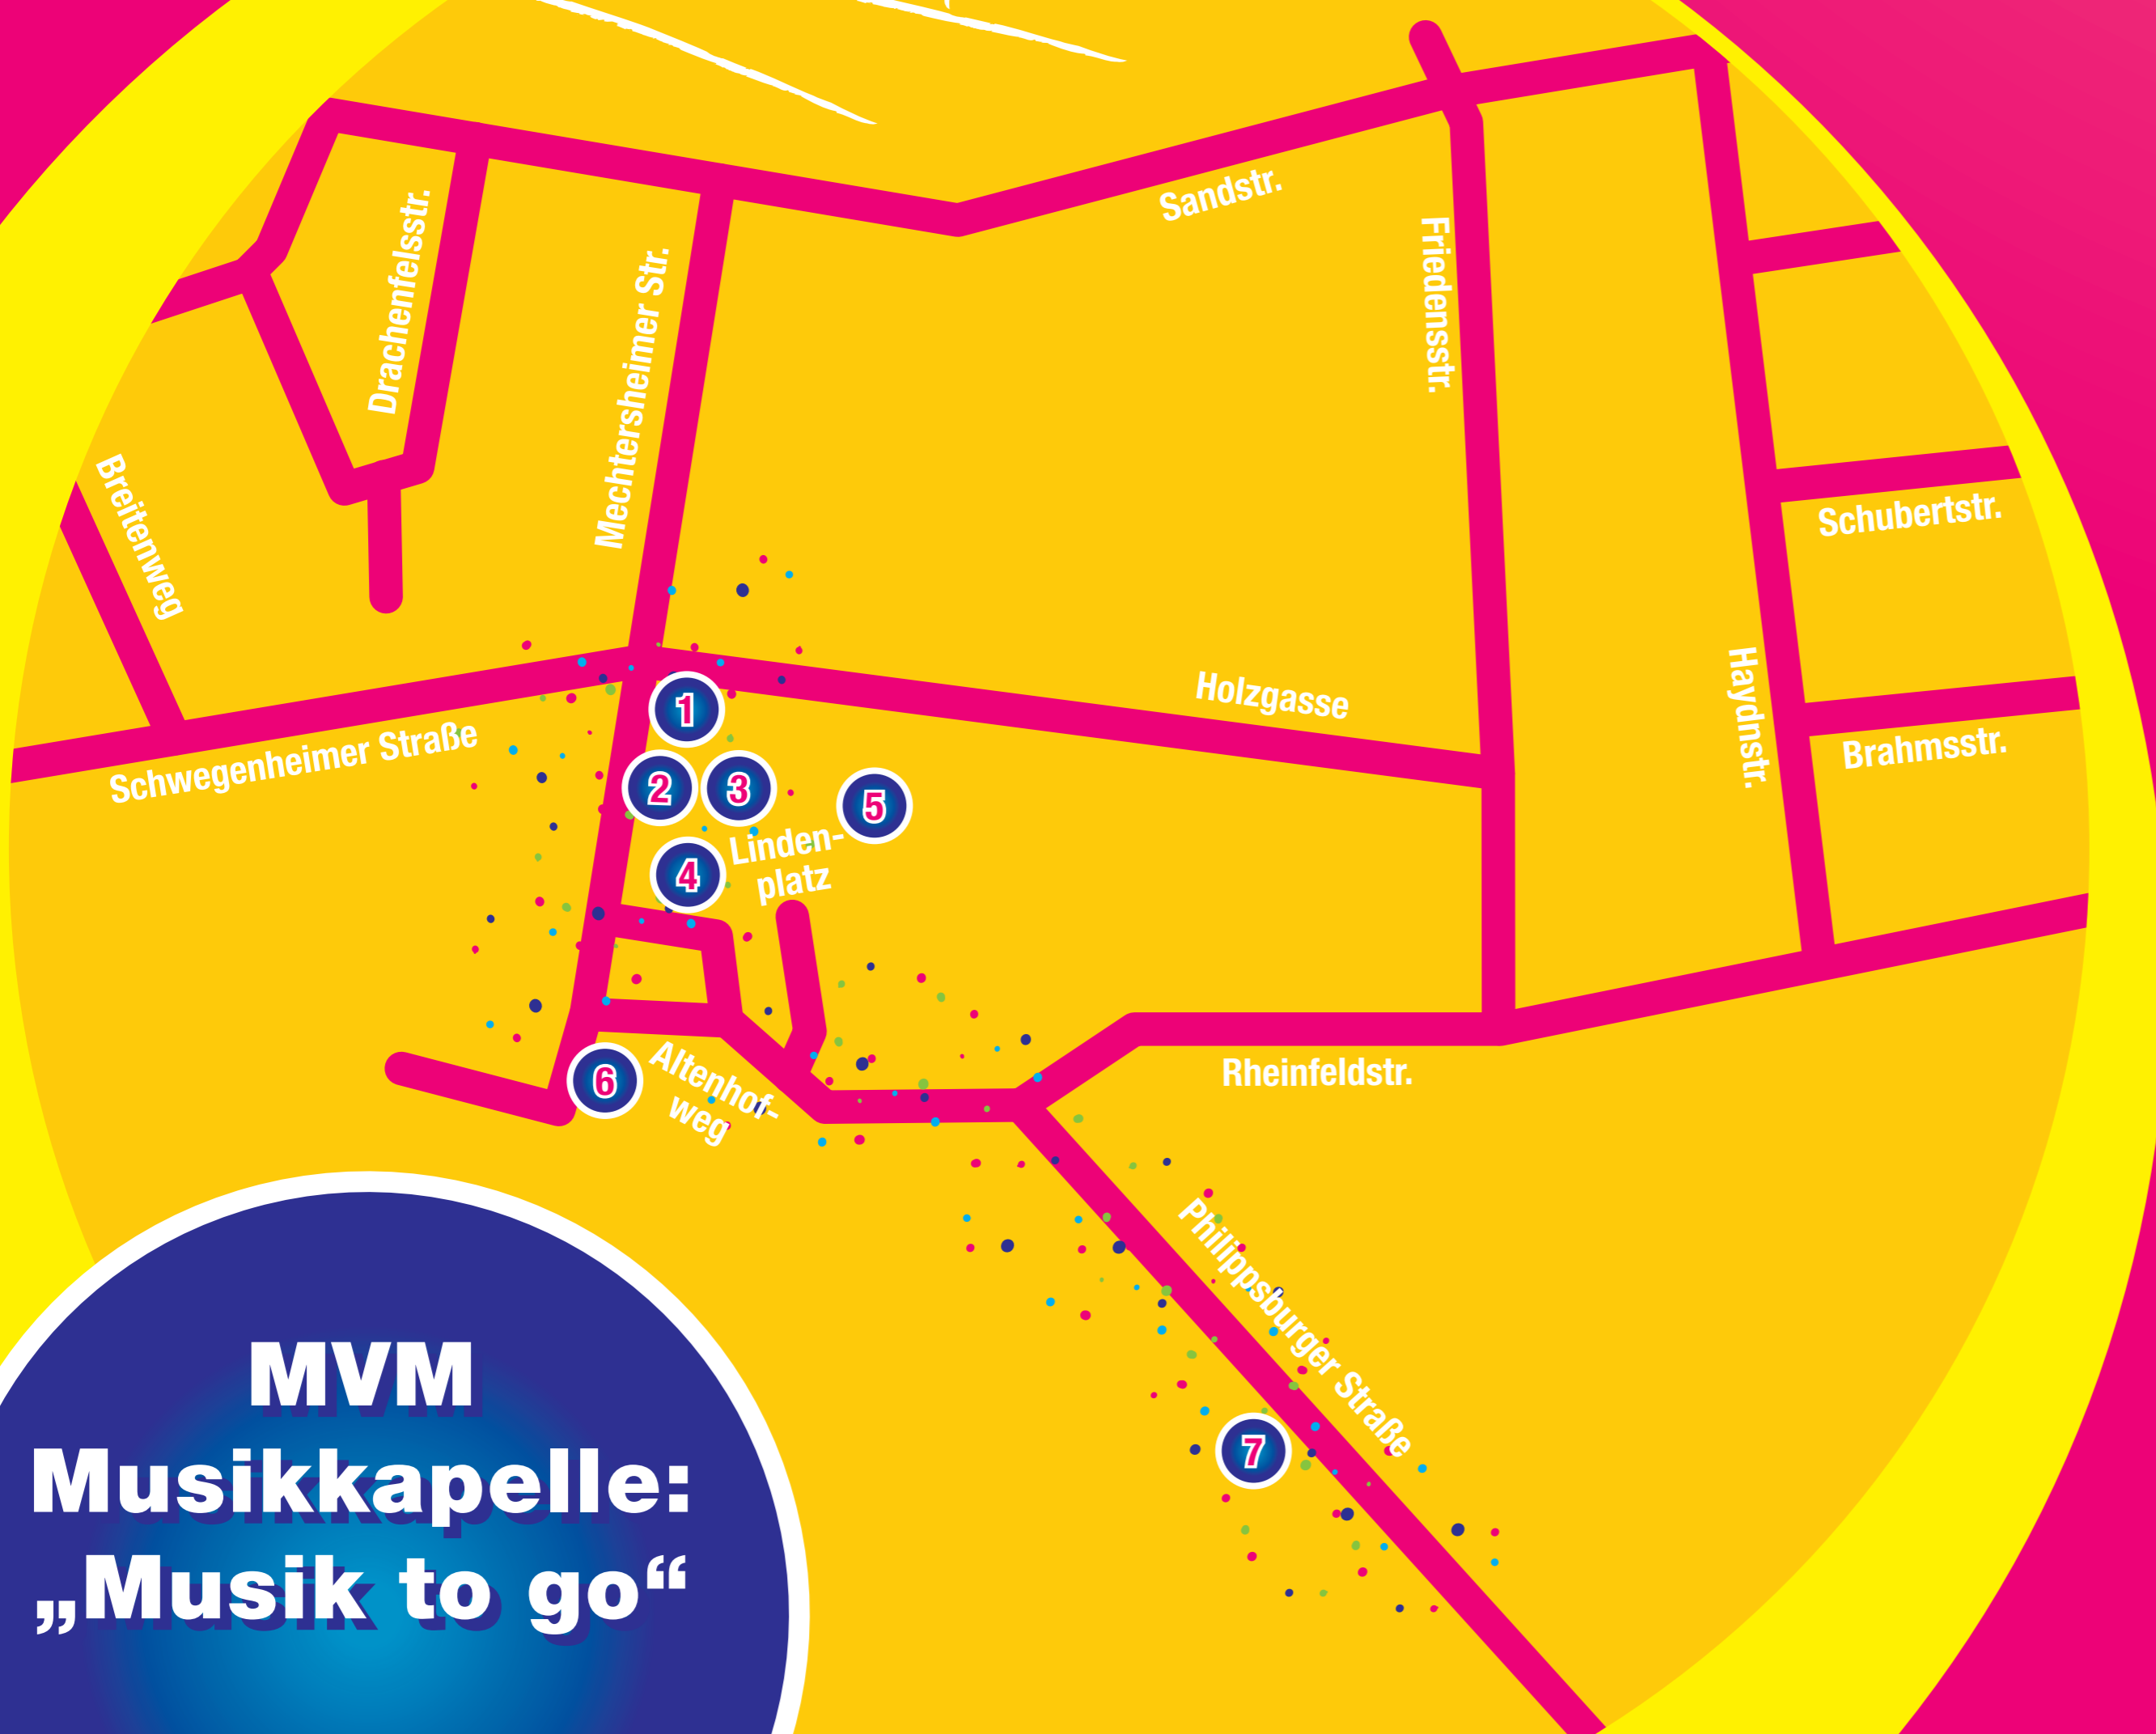 Sandstr.
Drachenfelsstr.
Mechtersheimer Str.
Friedensstr.
Breiteweg
Schubertstr.
Holzgasse
Haydnstr.
Schwegenheimer Straße
Brahmsstr.
1
2
3
5
4
Linden-
platz
6
Altenhof-
weg
Rheinfeldstr.
Philippsburger Straße
7
MVM
Musikkapelle:
„Musik to go“